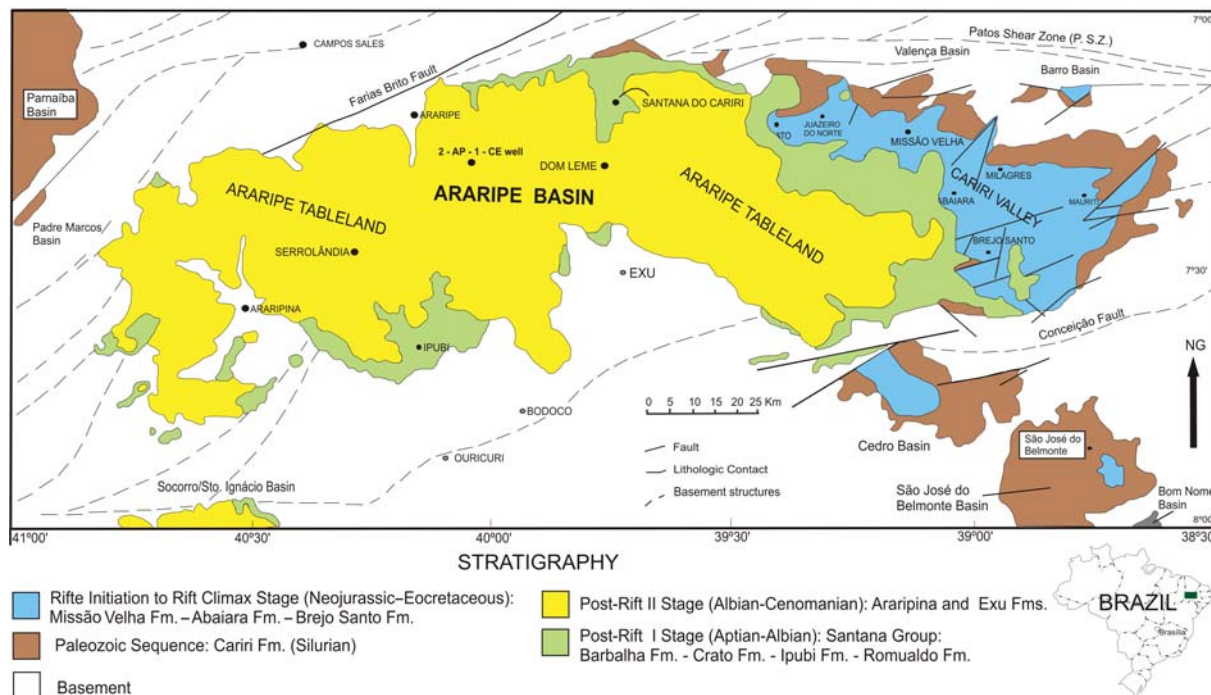 7°00'
CAMPOS SALES
Patos Shear Zone (P. S.Z.)
Valença Basin
Barro Basin
Farias Brito Fault
Parnaíba
Basin
SANTANA DO CARIRI
ARARIPE
ATO
JUAZEIRO
DO NORTE
MISSÃO VELHA
2 - AP - 1 - CE well
DOM LEME
MILAGRES
CARIRI VALLEY
ABAIARA
MAURITI
ARARIPE TABLELAND
ARARIPE BASIN
ARARIPE TABLELAND
Padre Marcos
Basin
SERROLÂNDIA
BREJO SANTO
EXU
7°30'
ARARIPINA
IPUBI
Conceição Fault
NG
0 5 10 15 20 25 Km
BODOCO
Fault
Lithologic Contact
Basement structures
Cedro Basin
São José do
Belmonte
OURICURI
Socorro/Sto. Ignácio Basin
São José do
Belmonte Basin
Bom Nome
Basin
8°00'
41°00'
40°30'
40°00'
39°30'
39°00'
38°30'
STRATIGRAPHY
Rifte Initiation to Rift Climax Stage (Neojurassic–Eocretaceous):
Missão Velha Fm. – Abaiara Fm. – Brejo Santo Fm.
Paleozoic Sequence: Cariri Fm. (Silurian)
Basement
Post-Rift II Stage (Albian-Cenomanian): Araripina and Exu Fms.
Post-Rift I Stage (Aptian-Albian): Santana Group:
Barbalha Fm. - Crato Fm. - Ipubi Fm. - Romualdo Fm.
BRAZIL
Brasília